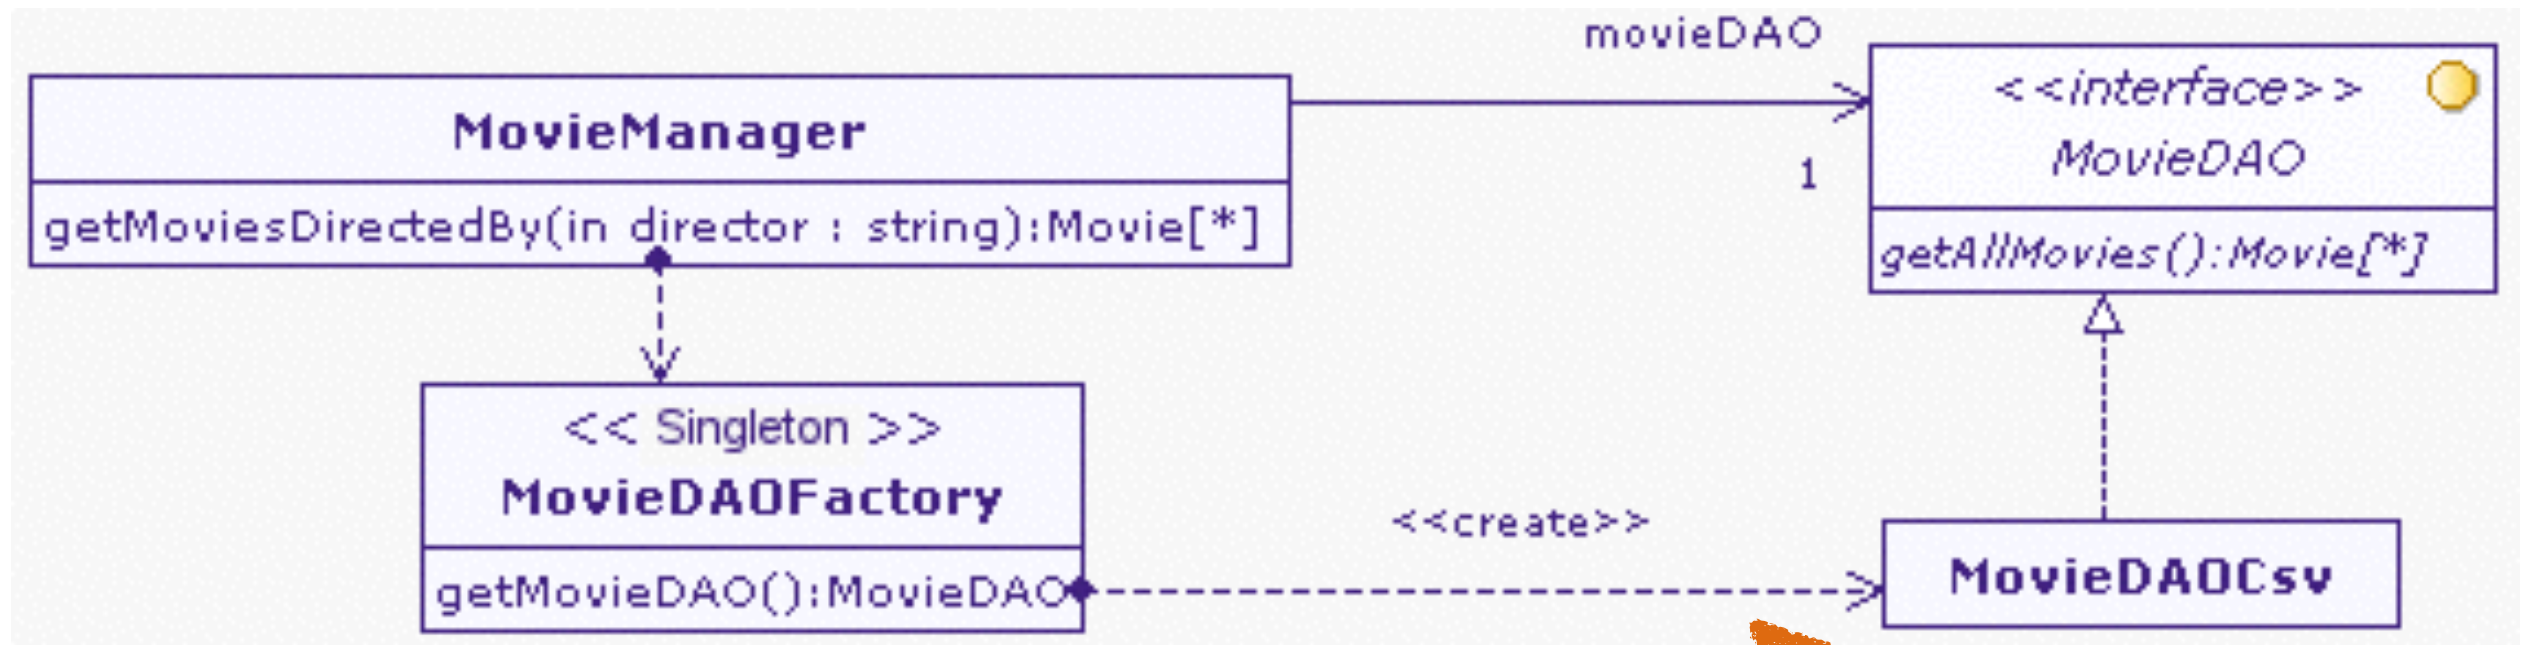 movieDAO
MovieManager
<<interface>>
MovieDAO
1
getMoviesDirectedBy(in director : string):Movie[*]
getAllMovies():Movie[*]
<< Singleton >>
MovieDAOFactory
<<create>>
getMovieDAO():MovieDAO
MovieDAOCsv